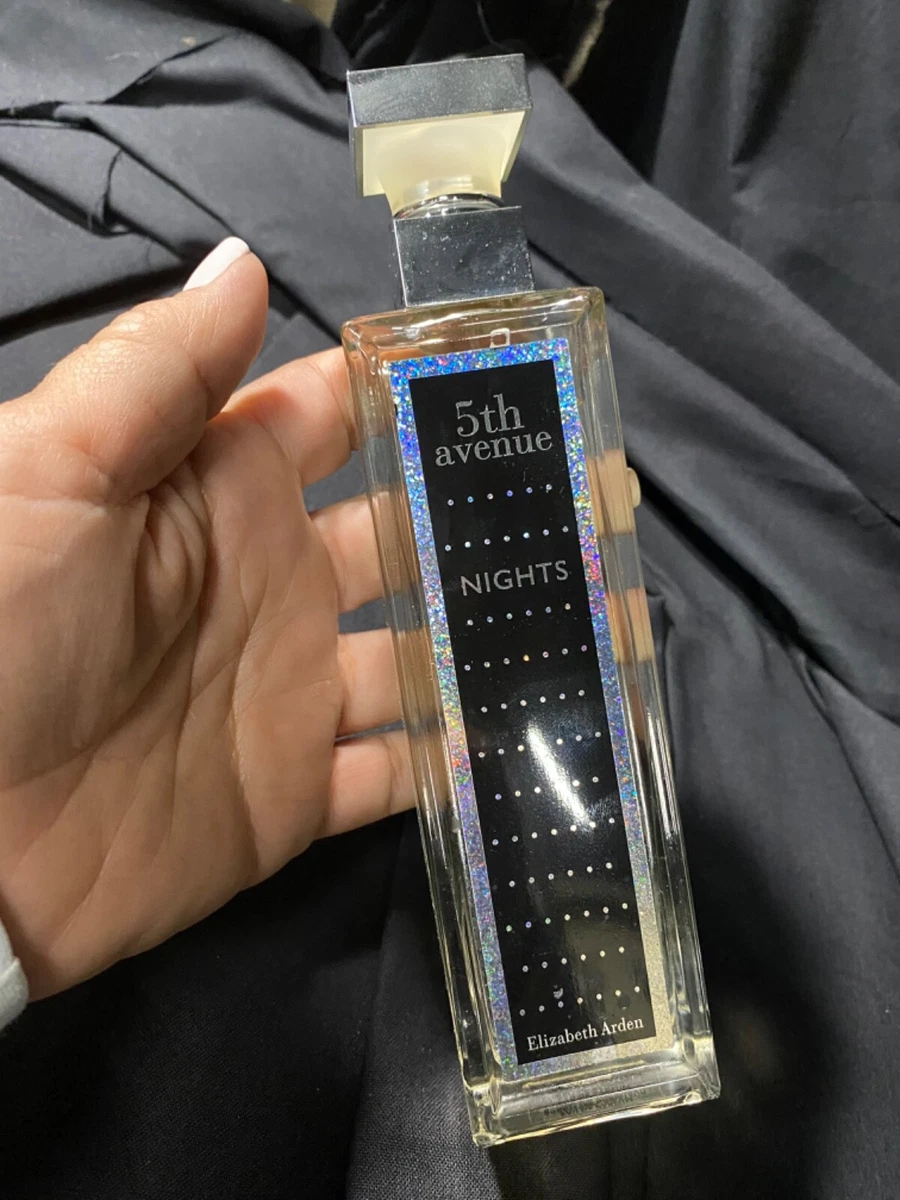 5th
avenue
NIGHTS
Elizabeth Arden